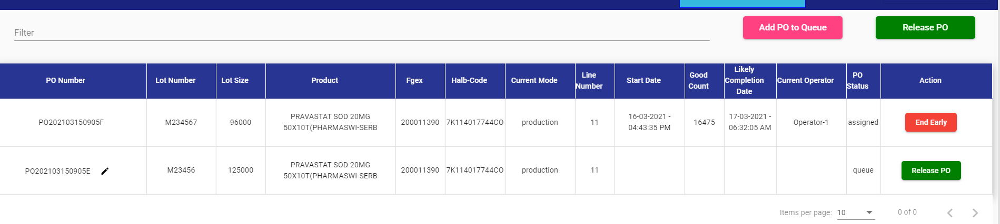 Filter
Add PO to Queue
Release PO
PO Number
Lot Number
Lot Size
Product
Fgex
Halb-Code
Current Mode
Line
Number
Start Date
Good
Count
Likely
Completion
Date
Current Operator
PO
Status
Action
PO202103150905F
M234567
96000
PRAVASTAT SOD 20MG
50X10T(PHARMASWI-SERB
200011390
7K114017744CO
production
11
16-03-2021 -
04:43:35 PM
16475
17-03-2021 -
06:32:05 AM
Operator-1
assigned
End Early
PO202103150905E
M23456
125000
PRAVASTAT SOD 20MG
50X10T(PHARMASWI-SERB
200011390
7K114017744CO
production
11
queue
Release PO
Items per page: 10
0 of 0